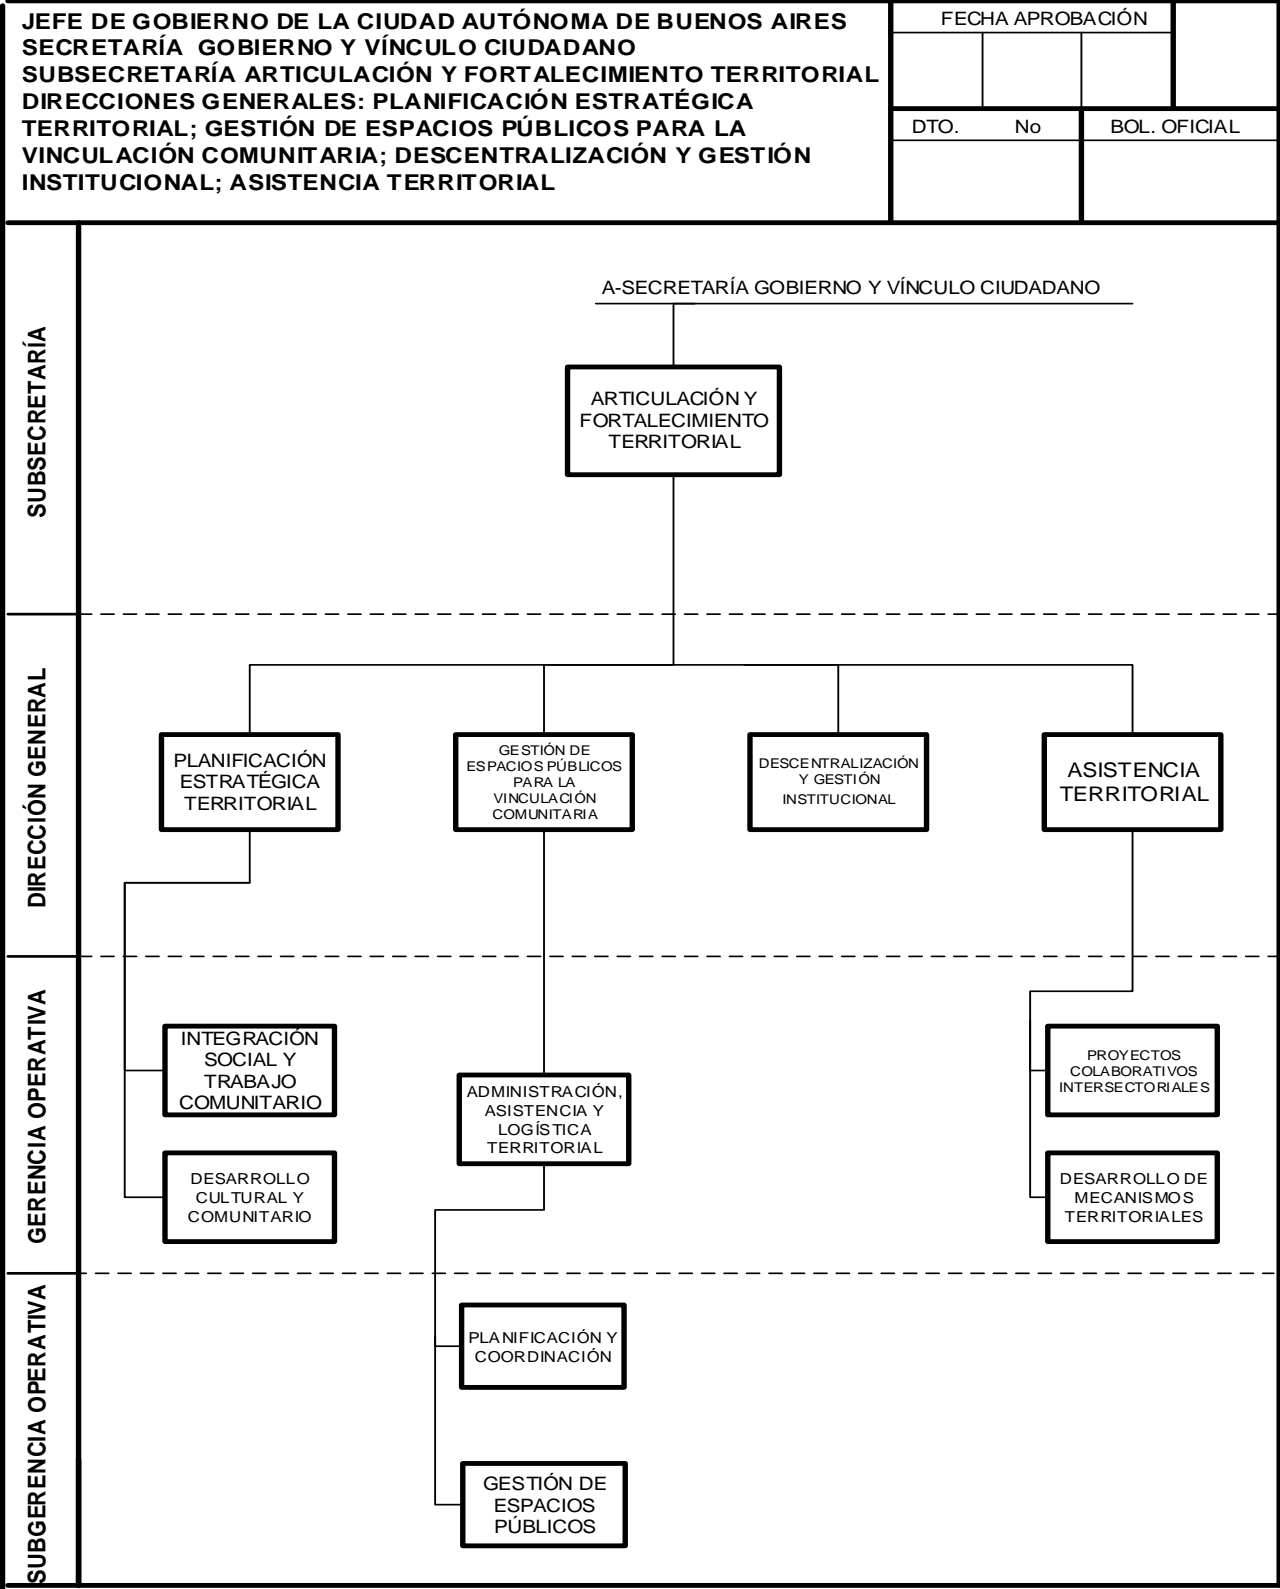 JEFE DE GOBIERNO DE LA CIUDAD AUTÓNOMA DE BUENOS AIRES
SECRETARÍA GOBIERNO Y VÍNCULO CIUDADANO
SUBSECRETARÍA ARTICULACIÓN Y FORTALECIMIENTO TERRITORIAL
DIRECCIONES GENERALES: PLANIFICACIÓN ESTRATÉGICA
TERRITORIAL; GESTIÓN DE ESPACIOS PÚBLICOS PARA LA
VINCULACIÓN COMUNITARIA; DESCENTRALIZACIÓN Y GESTIÓN
INSTITUCIONAL; ASISTENCIA TERRITORIAL
FECHA APROBACIÓN
DTO. No
BOL. OFICIAL
SUBSECRETARÍA
A-SECRETARÍA GOBIERNO Y VÍNCULO CIUDADANO
ARTICULACIÓN Y
FORTALECIMIENTO
TERRITORIAL
DIRECCIÓN GENERAL
PLANIFICACIÓN
ESTRATÉGICA
TERRITORIAL
GESTIÓN DE
ESPACIOS PÚBLICOS
PARA LA
VINCULACIÓN
COMUNITARIA
DESCENTRALIZACIÓN
Y GESTIÓN
INSTITUCIONAL
ASISTENCIA
TERRITORIAL
GERENCIA OPERATIVA
INTEGRACIÓN
SOCIAL Y
TRABAJO
COMUNITARIO
DESARROLLO
CULTURAL Y
COMUNITARIO
ADMINISTRACIÓN,
ASISTENCIA Y
LOGÍSTICA
TERRITORIAL
PROYECTOS
COLABORATIVOS
INTERSECTORIALES
DESARROLLO DE
MECANISMOS
TERRITORIALES
SUBGERENCIA OPERATIVA
PLANIFICACIÓN Y
COORDINACIÓN
GESTIÓN DE
ESPACIOS
PÚBLICOS